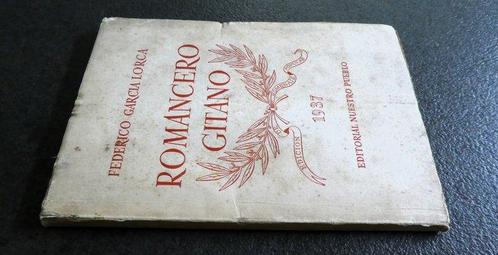 FEDERICO GARCIA LORCA
ROMANCERO
GITANO
1937
EDITORIAL NUESTRO PUEBLO